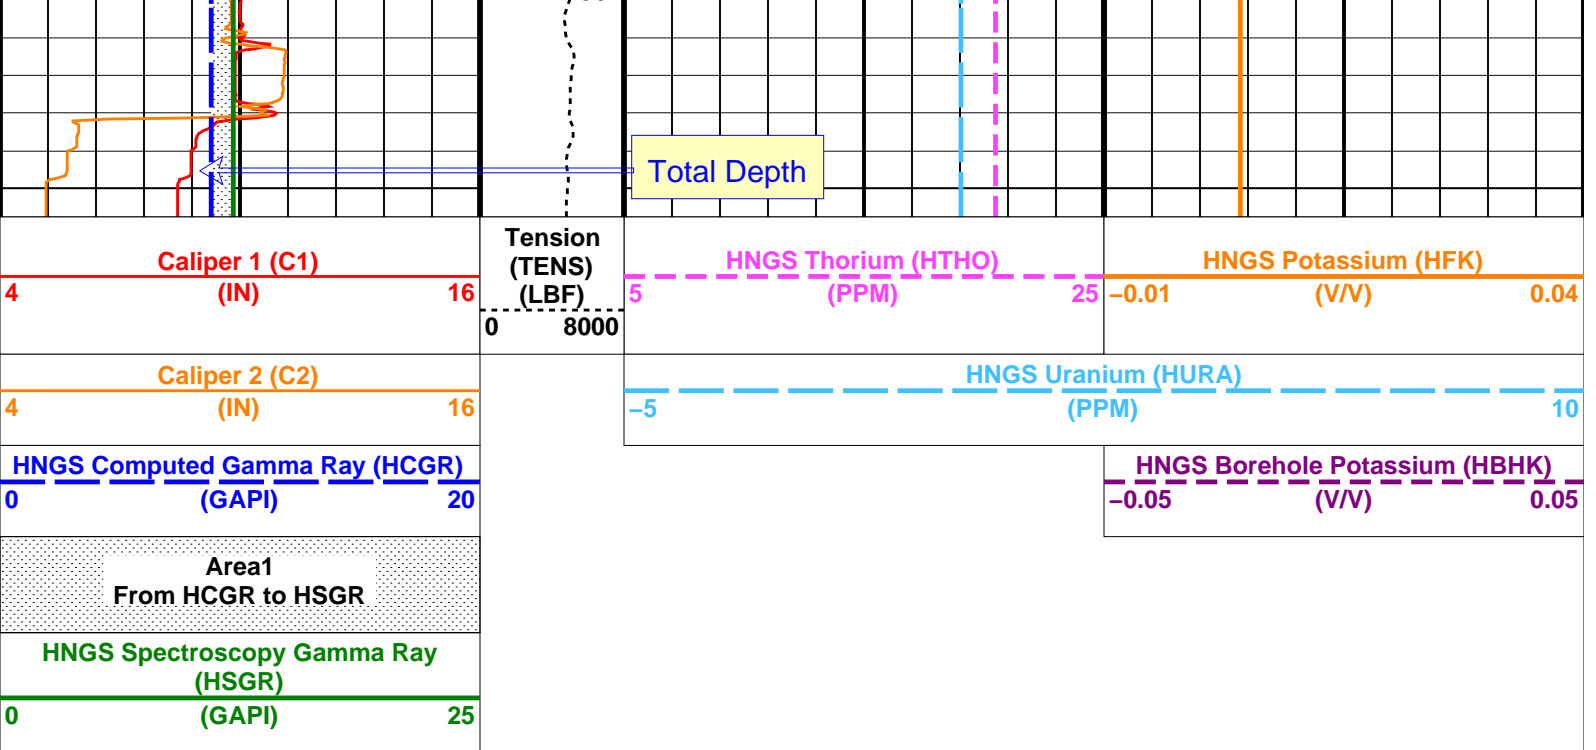 Total Depth
Caliper 1 (C1)
4 (IN) 16
Tension
(TENS)
(LBF)
0 8000
HNGS Thorium (HTHO)
5 (PPM) 25
HNGS Potassium (HFK)
−0.01 (V/V) 0.04
Caliper 2 (C2)
4 (IN) 16
HNGS Uranium (HURA)
−5 (PPM) 10
HNGS Computed Gamma Ray (HCGR)
0 (GAPI) 20
HNGS Borehole Potassium (HBHK)
−0.05 (V/V) 0.05
Area1
From HCGR to HSGR
HNGS Spectroscopy Gamma Ray
(HSGR)
0 (GAPI) 25